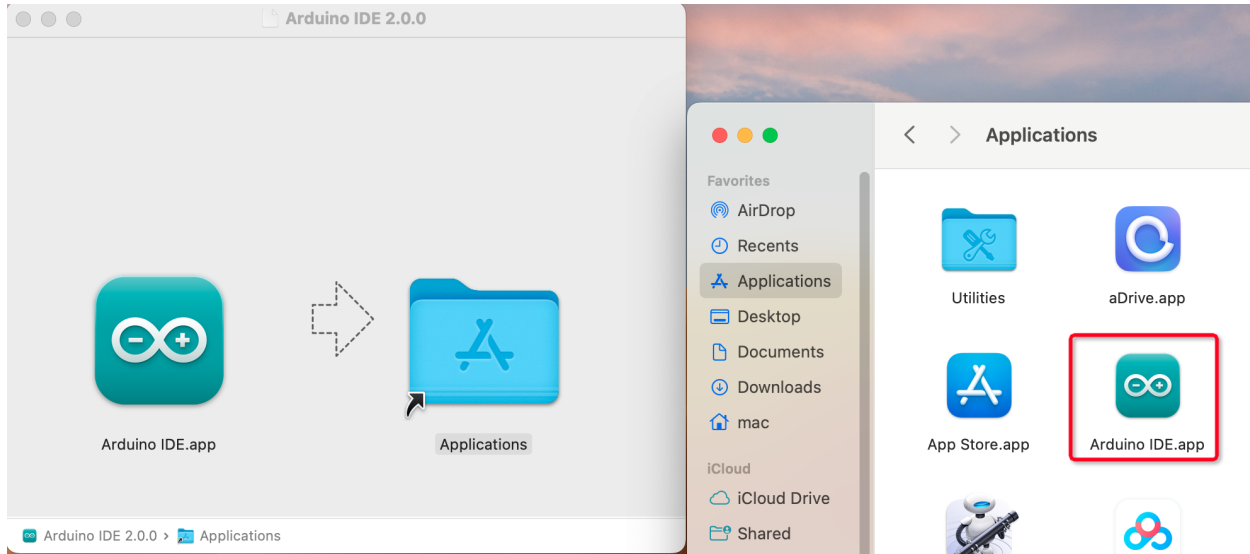 Arduino IDE 2.0.0
Arduino IDE.app
Applications
Arduino IDE 2.0.0 › Applications
Applications
Favorites
AirDrop
Recents
Applications
Desktop
Documents
Downloads
mac
iCloud
iCloud Drive
Shared
Utilities
aDrive.app
App Store.app
Arduino IDE.app